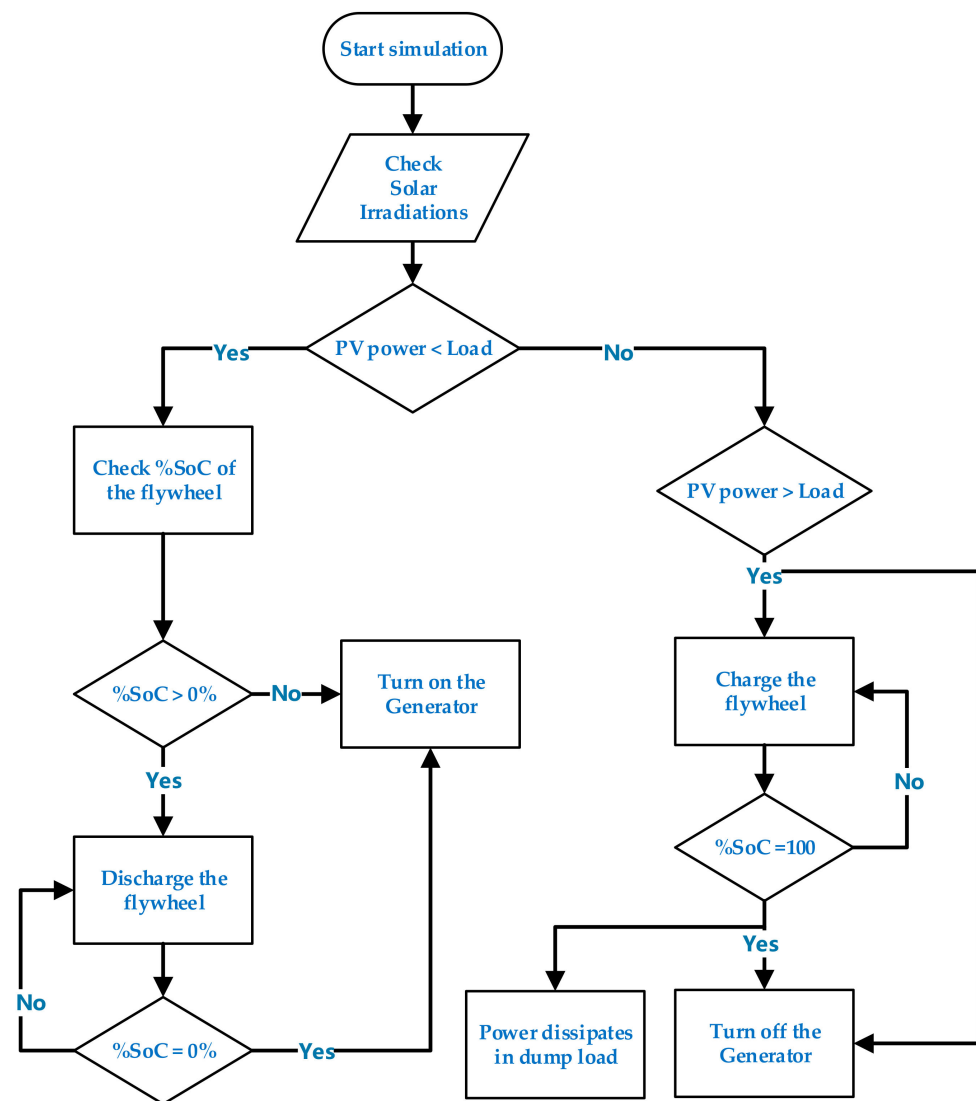 Start simulation
Check
Solar
Irradiations
PV power < Load
Yes
No
Check %SoC of
the flywheel
PV power > Load
Yes
%SoC > 0%
No
Turn on the
Generator
Charge the
flywheel
Yes
No
%SoC =100
Discharge the
flywheel
Yes
No
%SoC = 0%
Yes
Power dissipates
in dump load
Turn off the
Generator